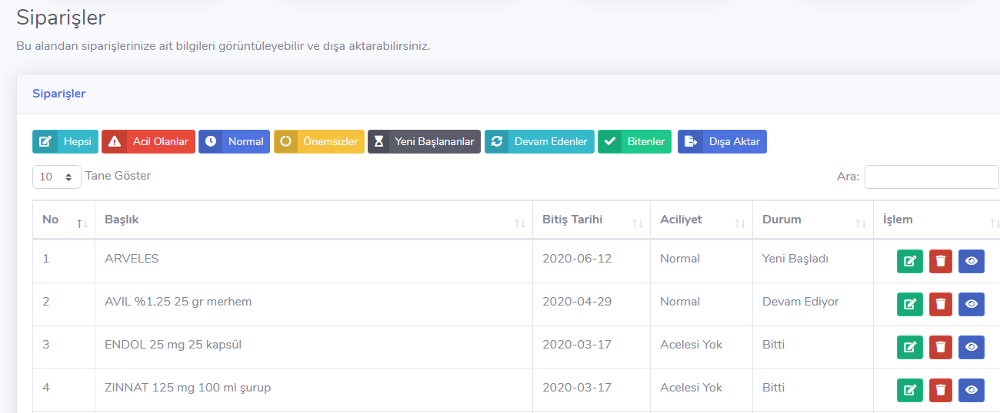 Siparişler
Bu alandan siparişlerinize ait bilgileri görüntüleyebilir ve dışa aktarabilirsiniz.
Siparişler
Hepsi Acil Olanlar Normal Önemsizler Yeni Başlananlar Devam Edenler Bitenler Dışa Aktar
10 Tane Göster Ara:
No Başlık Bitiş Tarihi Aciliyet Durum İşlem
1 ARVELES 2020-06-12 Normal Yeni Başladı
2 AVIL %1.25 25 gr merhem 2020-04-29 Normal Devam Ediyor
3 ENDOL 25 mg 25 kapsül 2020-03-17 Acelesi Yok Bitti
4 ZINNAT 125 mg 100 ml şurup 2020-03-17 Acelesi Yok Bitti